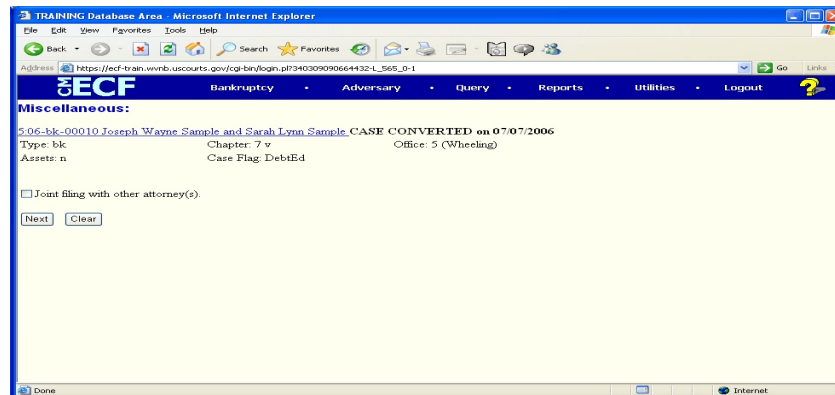 TRAINING Database Area - Microsoft Internet Explorer
File Edit View Favorites Tools Help
Back Search Favorites
Address https://ecf-train.wvnb.uscourts.gov/cgi-bin/login.pl?340309090664432-L_565_0-1 Go Links
CM ECF Bankruptcy • Adversary • Query • Reports • Utilities • Logout ?
Miscellaneous:
5:06-bk-00010 Joseph Wayne Sample and Sarah Lynn Sample CASE CONVERTED on 07/07/2006
Type: bk Chapter: 7 v Office: 5 (Wheeling)
Assets: n Case Flag: DebtEd
Joint filing with other attorney(s).
Next Clear
Done Internet